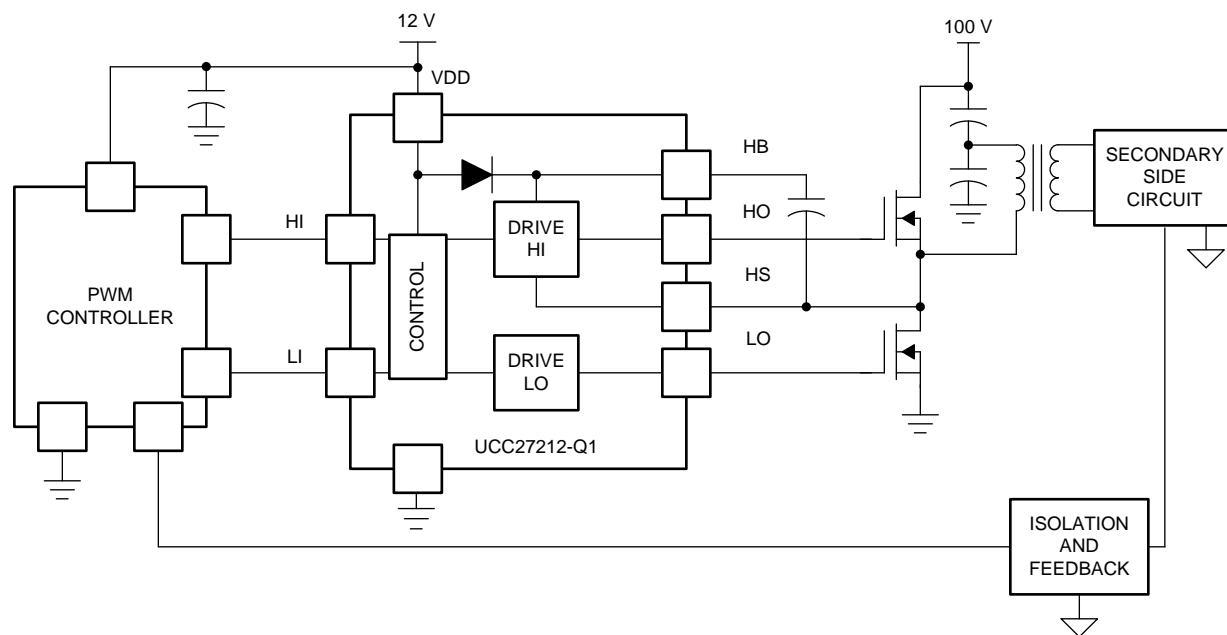 12 V
100 V
VDD
HB
SECONDARY
SIDE
CIRCUIT
HI
DRIVE
HI
HO
PWM
CONTROLLER
CONTROL
HS
LI
DRIVE
LO
LO
UCC27212-Q1
ISOLATION
AND
FEEDBACK